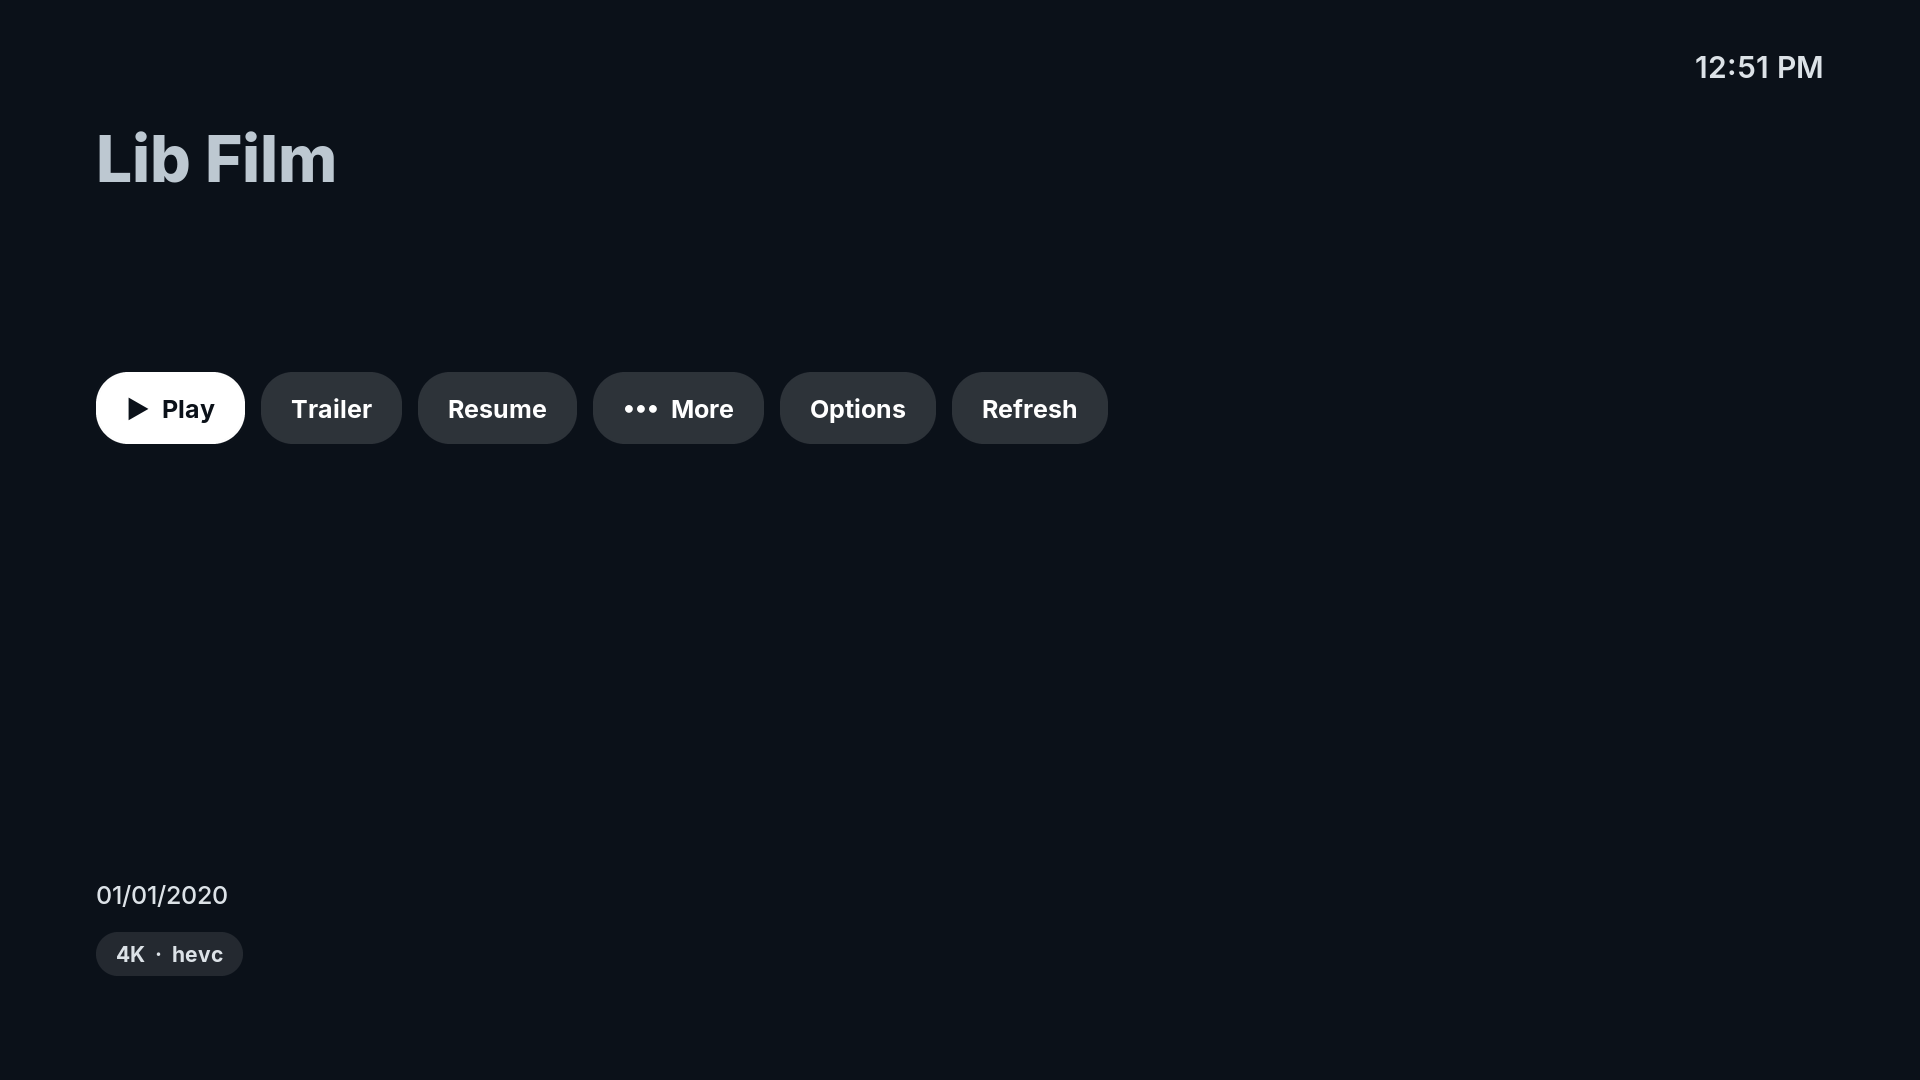 12:51 PM
Lib Film
Play
Trailer
Resume
More
Options
Refresh
01/01/2020
4K · hevc